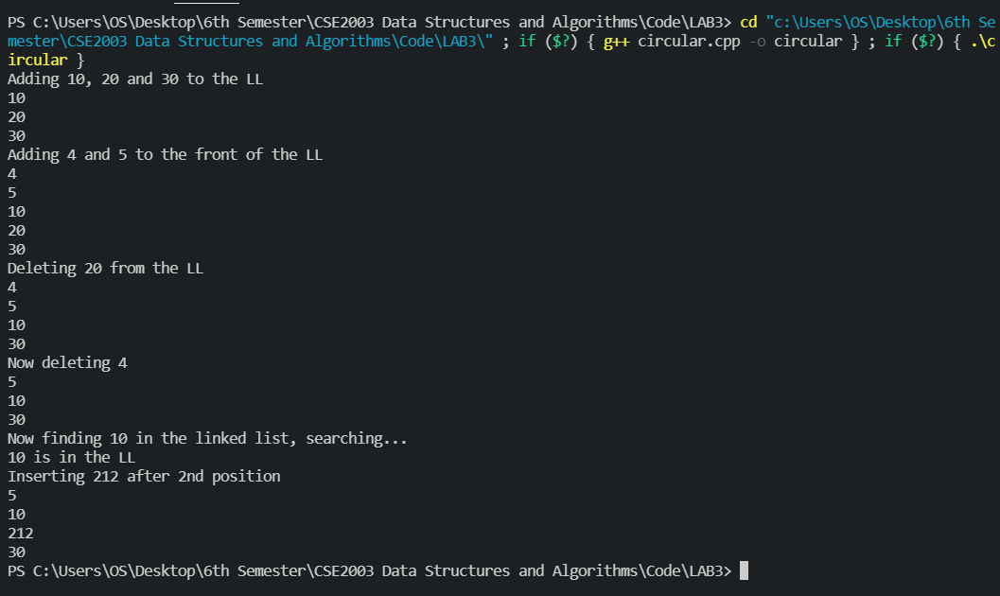 PS C:\Users\OS\Desktop\6th Semester\CSE2003 Data Structures and Algorithms\Code\LAB3> cd "c:\Users\OS\Desktop\6th Se
mester\CSE2003 Data Structures and Algorithms\Code\LAB3\" ; if ($?) { g++ circular.cpp -o circular } ; if ($?) { .\c
ircular }
Adding 10, 20 and 30 to the LL
10
20
30
Adding 4 and 5 to the front of the LL
4
5
10
20
30
Deleting 20 from the LL
4
5
10
30
Now deleting 4
5
10
30
Now finding 10 in the linked list, searching...
10 is in the LL
Inserting 212 after 2nd position
5
10
212
30
PS C:\Users\OS\Desktop\6th Semester\CSE2003 Data Structures and Algorithms\Code\LAB3>